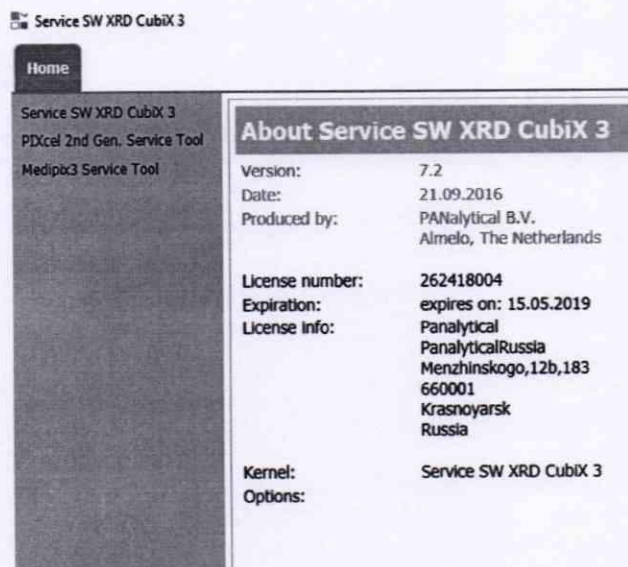 Service SW XRD CubiX 3
Home
Service SW XRD CubiX 3
PIXcel 2nd Gen. Service Tool
Medipix3 Service Tool
About Service SW XRD CubiX 3
Version: 7.2
Date: 21.09.2016
Produced by: PANalytical B.V.
Almelo, The Netherlands
License number: 262418004
Expiration: expires on: 15.05.2019
License info: Panalytical
PanalyticalRussia
Menzhinskogo,12b,183
660001
Krasnoyarsk
Russia
Kernel: Service SW XRD CubiX 3
Options: